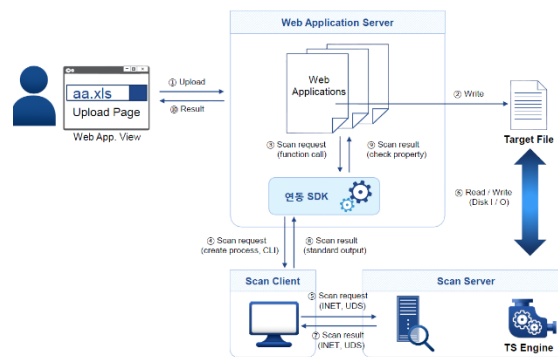 Web Application Server
aa.xls
Upload Page
Web App. View
① Upload
⑩ Result
Web
Applications
② Write
Target File
③ Scan request
(function call)
⑨ Scan result
(check property)
연동 SDK
⑥ Read / Write
(Disk I / O)
④ Scan request
(create process, CLI)
⑧ Scan result
(standard output)
Scan Client
Scan Server
⑤ Scan request
(INET, UDS)
⑦ Scan result
(INET, UDS)
TS Engine